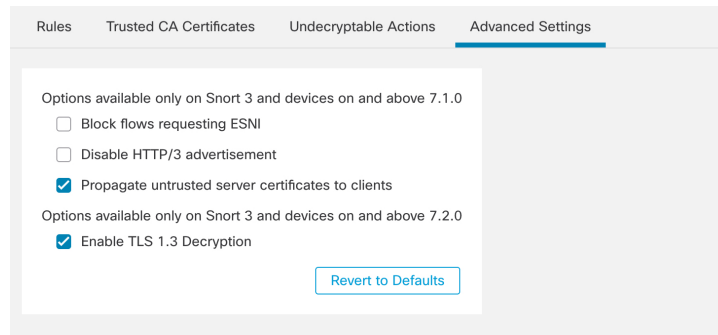 Rules Trusted CA Certificates Undecryptable Actions Advanced Settings
Options available only on Snort 3 and devices on and above 7.1.0
Block flows requesting ESNI
Disable HTTP/3 advertisement
Propagate untrusted server certificates to clients
Options available only on Snort 3 and devices on and above 7.2.0
Enable TLS 1.3 Decryption
Revert to Defaults